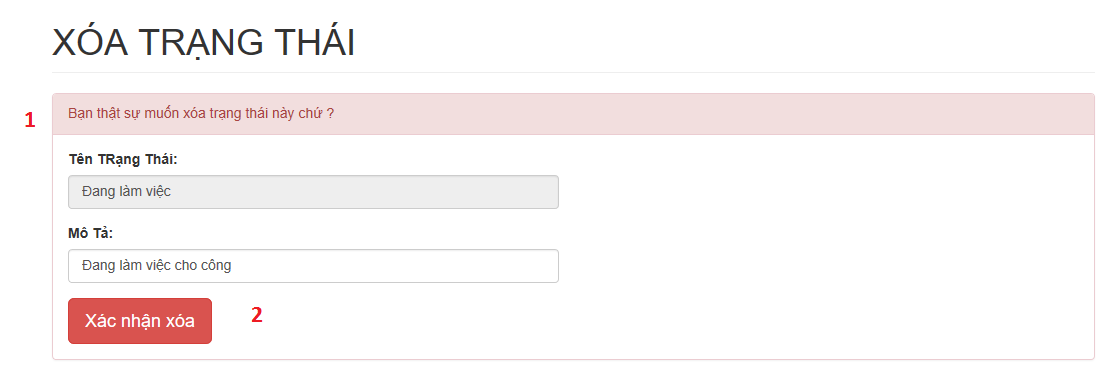 XÓA TRẠNG THÁI
1
Bạn thật sự muốn xóa trạng thái này chứ ?
Tên TRạng Thái:
Đang làm việc
Mô Tả:
Đang làm việc cho công
Xác nhận xóa
2